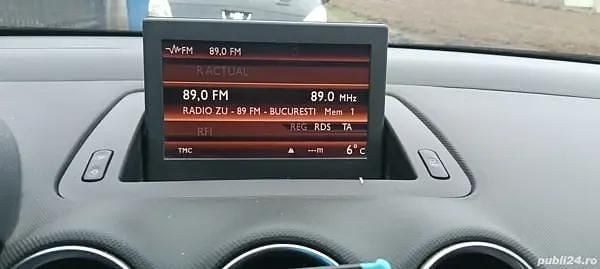 FM 89,0 FM
R ACTUAL
89,0 FM 89.0 MHz
RADIO ZU - 89 FM - BUCURESTI Mem 1
REG RDS TA
RFI
TMC ---m 6°C
publi24.ro